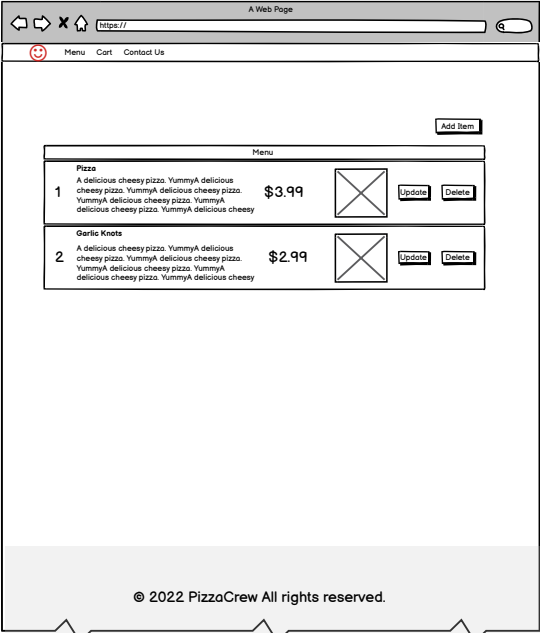 A Web Page
https://
Menu Cart Contact Us
Add Item
Menu
Pizza
1
A delicious cheesy pizza. YummyA delicious
cheesy pizza. YummyA delicious cheesy pizza.
YummyA delicious cheesy pizza. YummyA
delicious cheesy pizza. YummyA delicious cheesy
$3.99
Update Delete
Garlic Knots
2
A delicious cheesy pizza. YummyA delicious
cheesy pizza. YummyA delicious cheesy pizza.
YummyA delicious cheesy pizza. YummyA
delicious cheesy pizza. YummyA delicious cheesy
$2.99
Update Delete
© 2022 PizzaCrew All rights reserved.